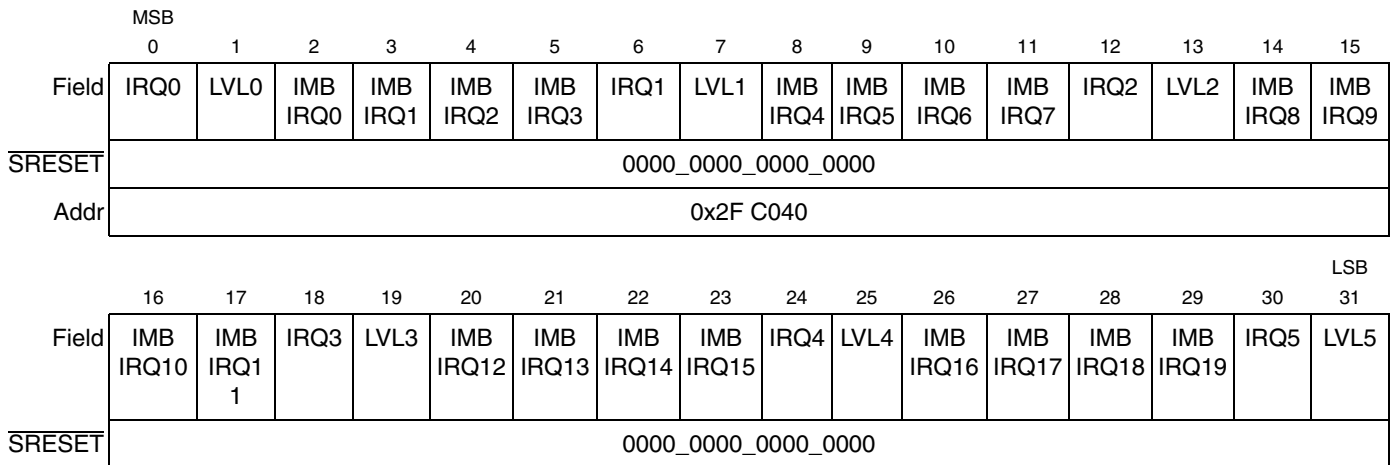 MSB
0 1 2 3 4 5 6 7 8 9 10 11 12 13 14 15
Field IRQ0 LVL0 IMB IMB IMB IMB IRQ1 LVL1 IMB IMB IMB IMB IRQ2 LVL2 IMB IMB
IRQ0 IRQ1 IRQ2 IRQ3 IRQ4 IRQ5 IRQ6 IRQ7 IRQ8 IRQ9
SRESET 0000_0000_0000_0000
Addr 0x2F C040
LSB
16 17 18 19 20 21 22 23 24 25 26 27 28 29 30 31
Field IMB IMB IRQ3 LVL3 IMB IMB IMB IMB IRQ4 LVL4 IMB IMB IMB IMB IRQ5 LVL5
IRQ10 IRQ1 IRQ12 IRQ13 IRQ14 IRQ15 IRQ16 IRQ17 IRQ18 IRQ19
1
SRESET 0000_0000_0000_0000